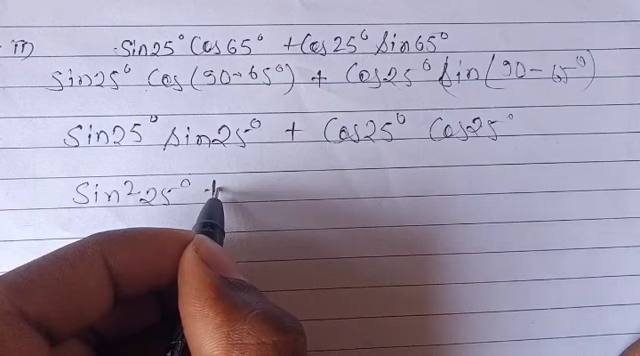 iii) sin25° Cos65° + Cos25° sin65°
sin25° Cos(90-65°) + Cos25° sin(90-65°)
Sin25° sin25° + Cos25° Cos25°
Sin²25° +